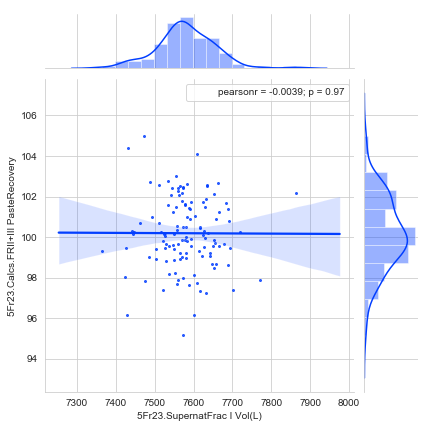 pearsonr = -0.0039; p = 0.97
106
104
102
100
98
96
94
5Fr23.Calcs.FRII+III PasteRecovery
7300 7400 7500 7600 7700 7800 7900 8000
5Fr23.SupernatFrac I Vol(L)